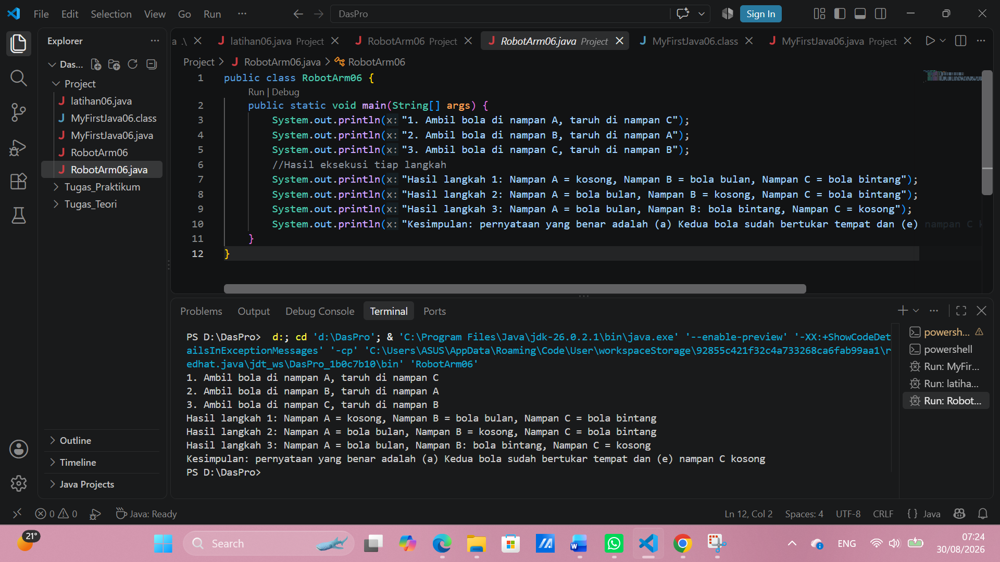 File Edit Selection View Go Run ··· DasPro Sign In
Explorer ···
Das...
Project
latihan06.java
MyFirstJava06.class
MyFirstJava06.java
RobotArm06
RobotArm06.java
Tugas_Praktikum
Tugas_Teori
Outline
Timeline
Java Projects
a .\ latihan06.java Project RobotArm06 Project RobotArm06.java Project MyFirstJava06.class MyFirstJava06.java Project ···
Project > RobotArm06.java > RobotArm06
1 public class RobotArm06 {
Run | Debug
2 public static void main(String[] args) {
3 System.out.println(x: "1. Ambil bola di nampan A, taruh di nampan C");
4 System.out.println(x: "2. Ambil bola di nampan B, taruh di nampan A");
5 System.out.println(x: "3. Ambil bola di nampan C, taruh di nampan B");
6 //Hasil eksekusi tiap langkah
7 System.out.println(x: "Hasil langkah 1: Nampan A = kosong, Nampan B = bola bulan, Nampan C = bola bintang");
8 System.out.println(x: "Hasil langkah 2: Nampan A = bola bulan, Nampan B = kosong, Nampan C = bola bintang");
9 System.out.println(x: "Hasil langkah 3: Nampan A = bola bulan, Nampan B: bola bintang, Nampan C = kosong");
10 System.out.println(x: "Kesimpulan: pernyataan yang benar adalah (a) Kedua bola sudah bertukar tempat dan (e) nampan C k
11 }
12 }
Problems Output Debug Console Terminal Ports
PS D:\DasPro> d:; cd 'd:\DasPro'; & 'C:\Program Files\Java\jdk-26.0.2.1\bin\java.exe' '--enable-preview' '-XX:+ShowCodeDet
ailsInExceptionMessages' '-cp' 'C:\Users\ASUS\AppData\Roaming\Code\User\workspaceStorage\92855c421f32c4a733268ca6fab99aa1\r
edhat.java\jdt_ws\DasPro_1b0c7b10\bin' 'RobotArm06'
1. Ambil bola di nampan A, taruh di nampan C
2. Ambil bola di nampan B, taruh di nampan A
3. Ambil bola di nampan C, taruh di nampan B
Hasil langkah 1: Nampan A = kosong, Nampan B = bola bulan, Nampan C = bola bintang
Hasil langkah 2: Nampan A = bola bulan, Nampan B = kosong, Nampan C = bola bintang
Hasil langkah 3: Nampan A = bola bulan, Nampan B: bola bintang, Nampan C = kosong
Kesimpulan: pernyataan yang benar adalah (a) Kedua bola sudah bertukar tempat dan (e) nampan C kosong
PS D:\DasPro>
powersh...
powershell
Run: MyFir...
Run: latiha...
Run: Robot...
0 0 Java: Ready Ln 12, Col 2 Spaces: 4 UTF-8 CRLF {} Java
21° Search ENG 07:24
30/08/2026